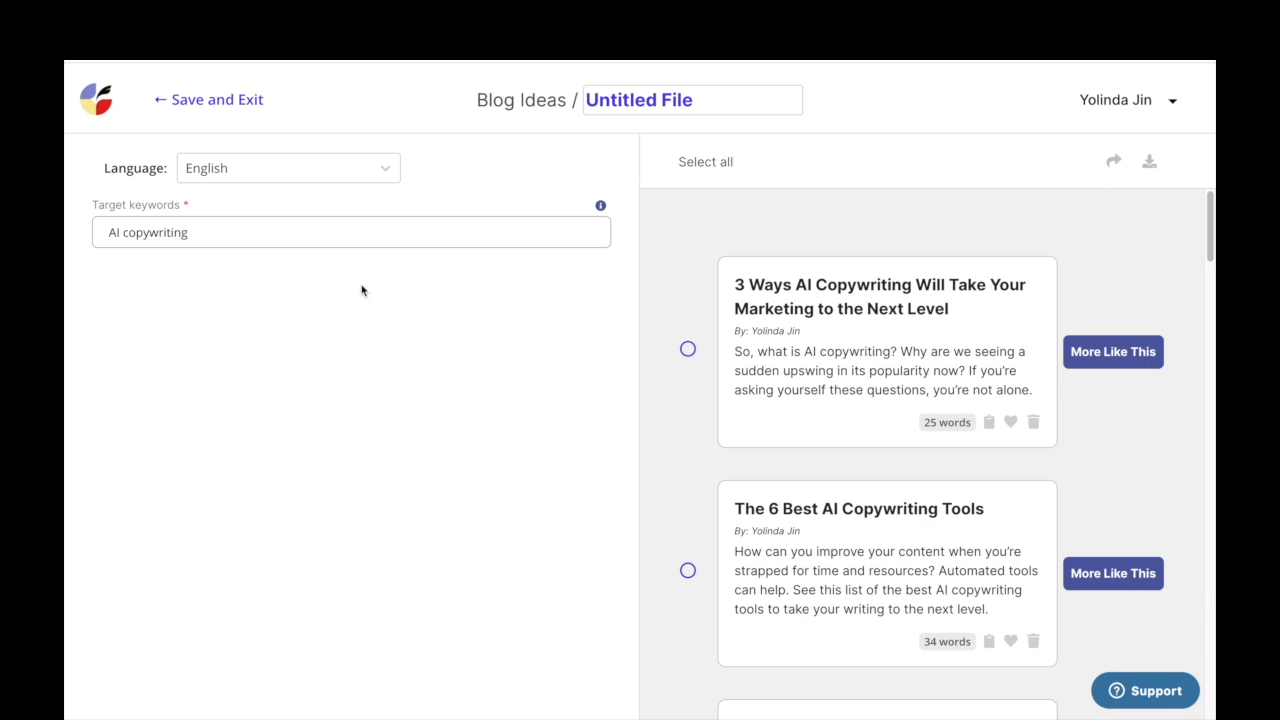 ← Save and Exit
Blog Ideas / Untitled File
Yolinda Jin
Language: English
Target keywords *
AI copywriting
Select all
3 Ways AI Copywriting Will Take Your
Marketing to the Next Level
By: Yolinda Jin
So, what is AI copywriting? Why are we seeing a
sudden upswing in its popularity now? If you’re
asking yourself these questions, you’re not alone.
25 words
More Like This
The 6 Best AI Copywriting Tools
By: Yolinda Jin
How can you improve your content when you’re
strapped for time and resources? Automated tools
can help. See this list of the best AI copywriting
tools to take your writing to the next level.
34 words
More Like This
Support